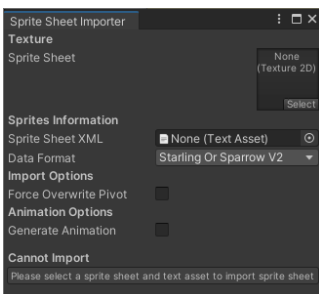 Sprite Sheet Importer
Texture
Sprite Sheet
None
(Texture 2D)
Select
Sprites Information
Sprite Sheet XML None (Text Asset)
Data Format Starling Or Sparrow V2
Import Options
Force Overwrite Pivot
Animation Options
Generate Animation
Cannot Import
Please select a sprite sheet and text asset to import sprite sheet